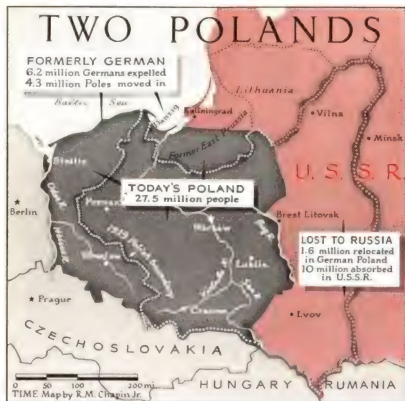 TWO POLANDS
FORMERLY GERMAN
6.2 million Germans expelled
4.3 million Poles moved in
Baltic Sea
Danzig
Kaliningrad
Lithuania
Vilna
Minsk
Former East Prussia
U.S.S.R.
Stettin
TODAY'S POLAND
27.5 million people
Berlin
Oder
Warsaw
Brest Litovsk
Lublin
LOST TO RUSSIA
1.6 million relocated
in German Poland
10 million absorbed
in U.S.S.R.
Prague
Cracow
Lvov
CZECHOSLOVAKIA
0 100 200 mi.
HUNGARY
RUMANIA
TIME Map by R.M. Chapin Jr.